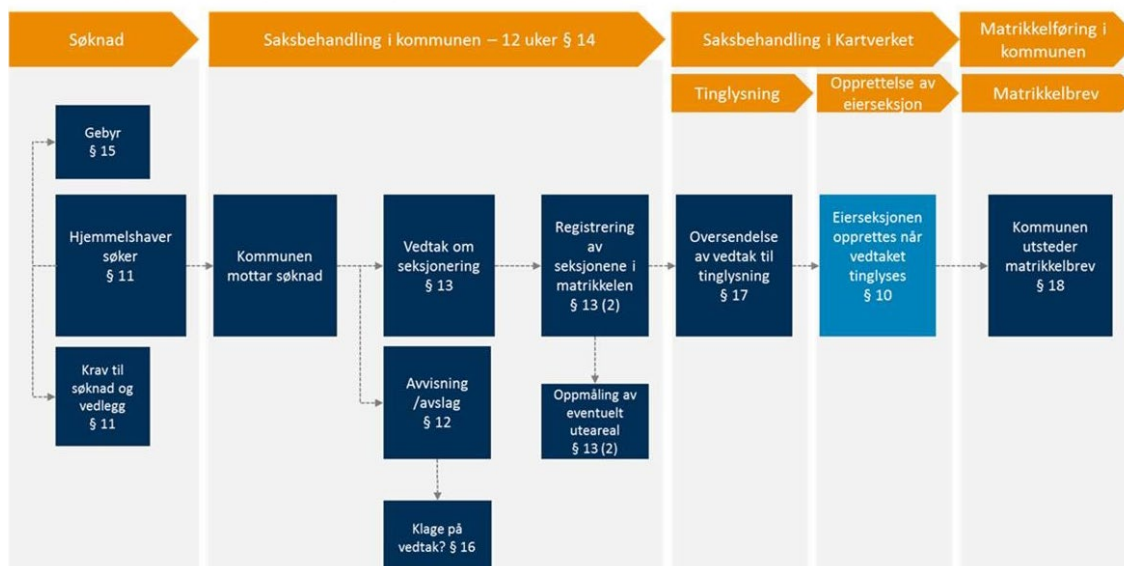 Søknad
Saksbehandling i kommunen – 12 uker § 14
Saksbehandling i Kartverket
Matrikkelføring i
kommunen
Tinglysning
Opprettelse av
eierseksjon
Matrikkelbrev
Gebyr
§ 15
Hjemmelshaver
søker
§ 11
Krav til
søknad og
vedlegg
§ 11
Kommunen
mottar søknad
Vedtak om
seksjonering
§ 13
Avvisning
/avslag
§ 12
Klage på
vedtak? § 16
Registrering
av
seksjonene i
matrikkelen
§ 13 (2)
Oppmåling av
eventuelt
uteareal
§ 13 (2)
Oversendelse
av vedtak til
tinglysning
§ 17
Eierseksjonen
opprettes når
vedtaket
tinglyses
§ 10
Kommunen
utsteder
matrikkelbrev
§ 18